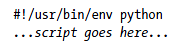 #!/usr/bin/env python
...script goes here...